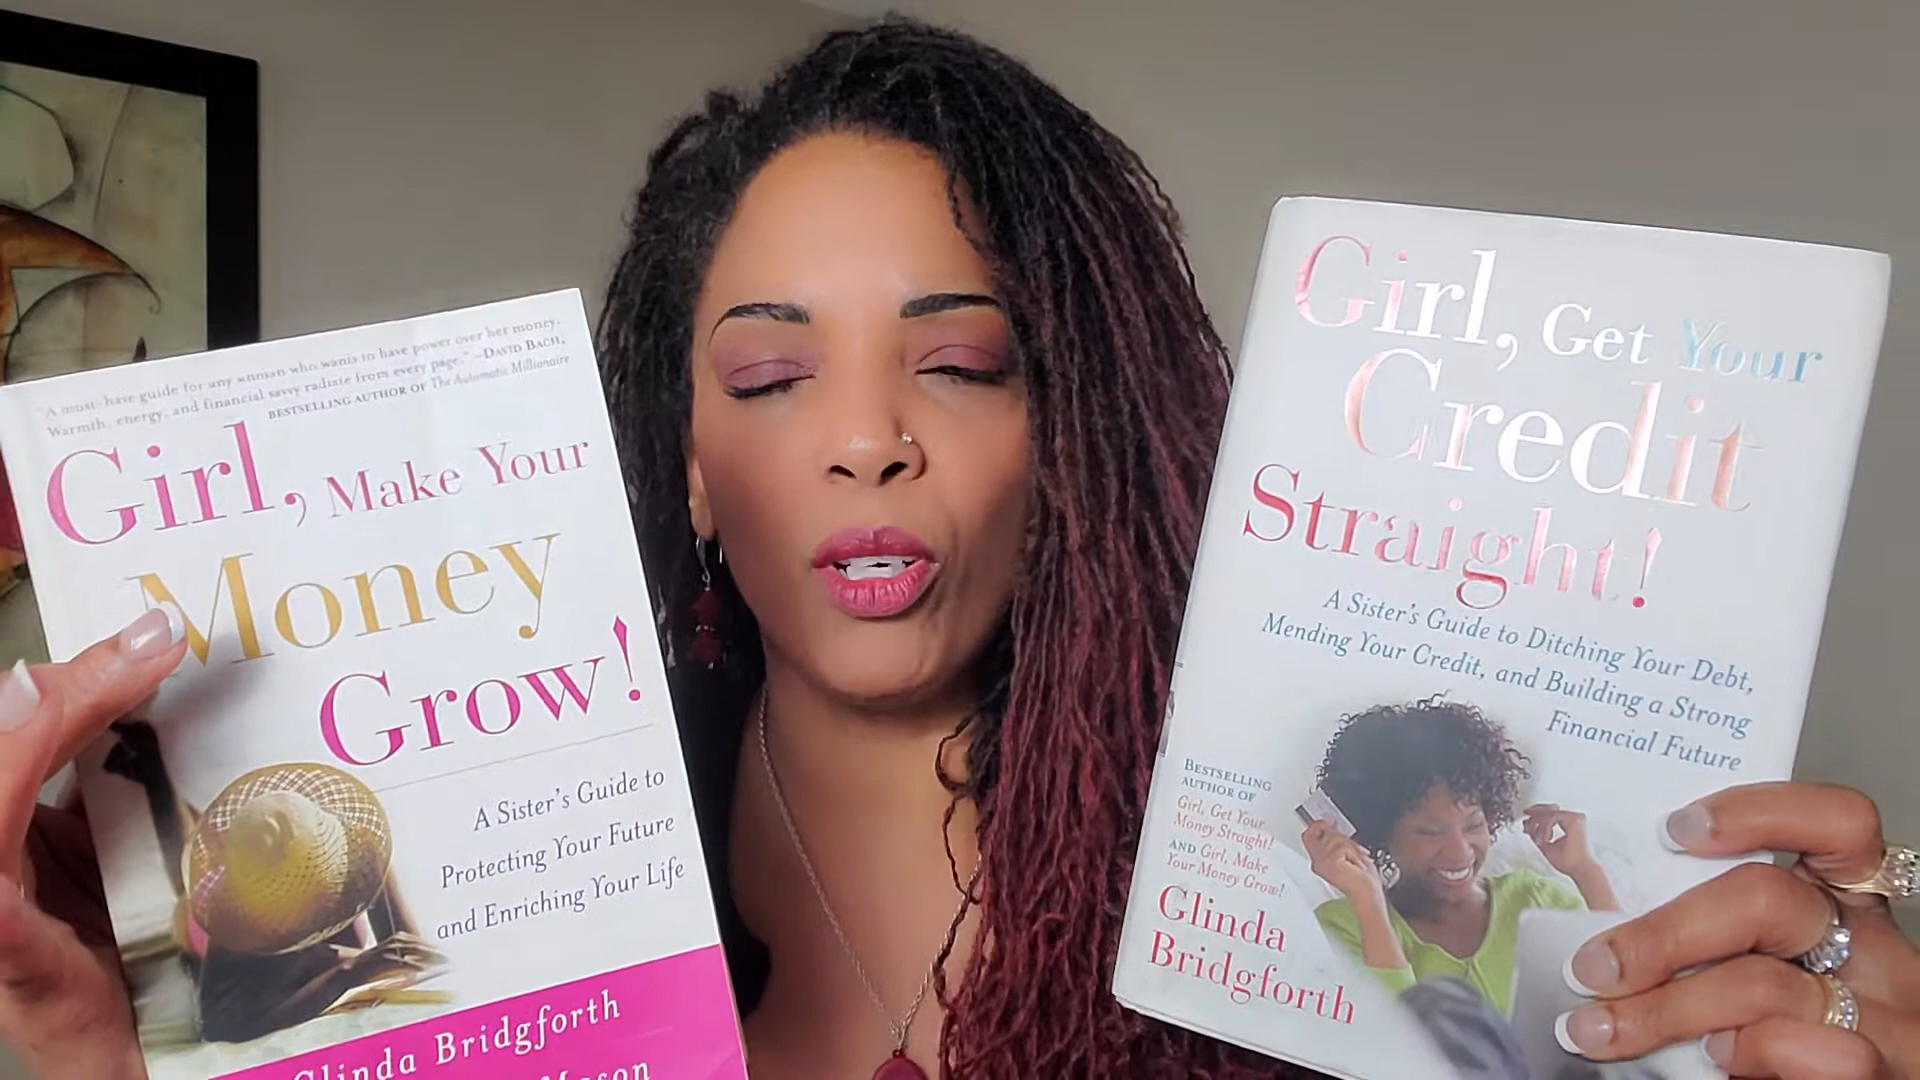 "A must-have guide for any woman who wants to have power over her money.
Warmth, energy, and financial savvy radiate from every page." –DAVID BACH,
BESTSELLING AUTHOR OF The Automatic Millionaire
Girl, Make Your
Money
Grow!
A Sister's Guide to
Protecting Your Future
and Enriching Your Life
Glinda Bridgforth
Mason
Girl, Get Your
Credit
Straight!
A Sister's Guide to Ditching Your Debt,
Mending Your Credit, and Building a Strong
Financial Future
BESTSELLING
AUTHOR OF
Girl, Get Your
Money Straight!
AND Girl, Make
Your Money Grow!
Glinda
Bridgforth